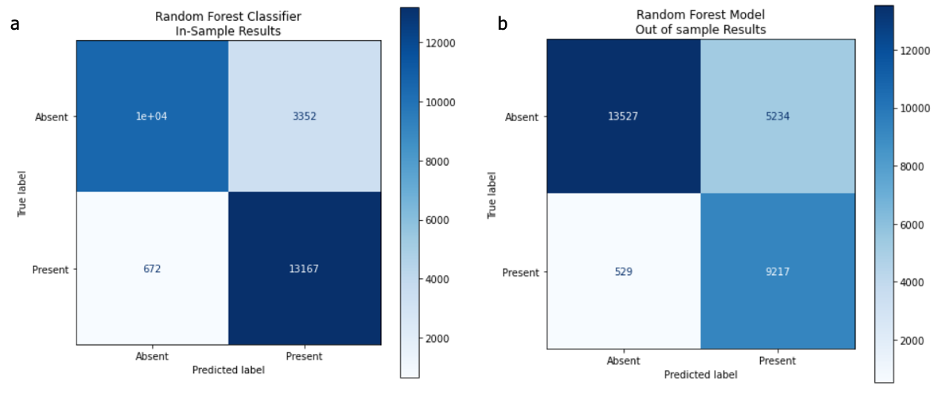 a
Random Forest Classifier
In-Sample Results
True label
Absent
1e+04
3352
Present
672
13167
Absent
Present
Predicted label
12000
10000
8000
6000
4000
2000
b
Random Forest Model
Out of sample Results
True label
Absent
13527
5234
Present
529
9217
Absent
Present
Predicted label
12000
10000
8000
6000
4000
2000